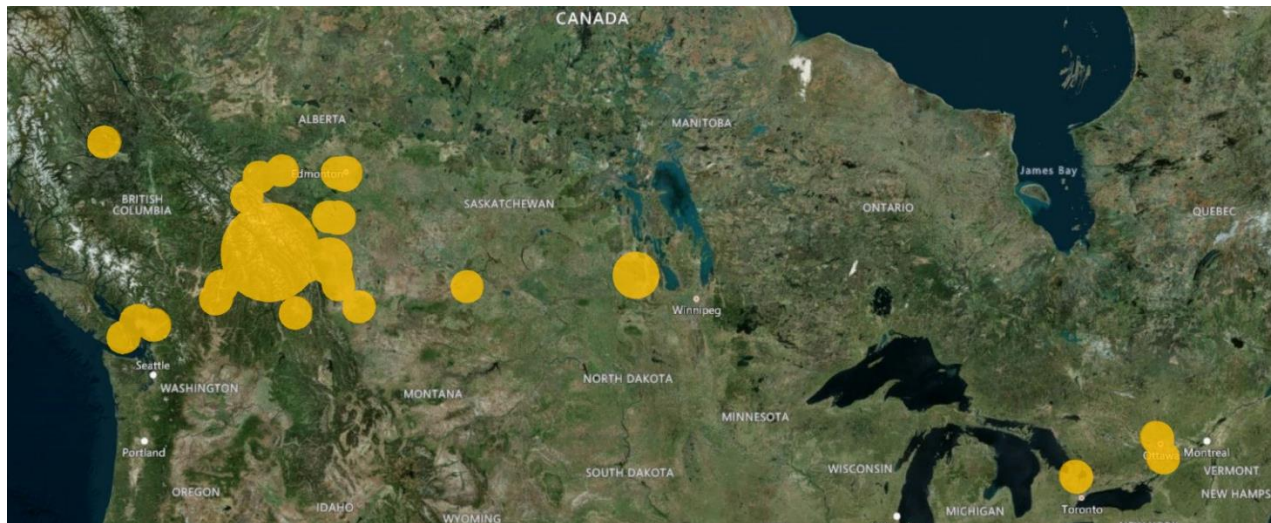 CANADA
ALBERTA
MANITOBA
James Bay
Edmonton
BRITISH
COLUMBIA
SASKATCHEWAN
ONTARIO
QUEBEC
Winnipeg
Seattle
WASHINGTON
NORTH DAKOTA
MONTANA
MINNESOTA
Portland
Ottawa
Montreal
SOUTH DAKOTA
WISCONSIN
VERMONT
OREGON
NEW HAMPS
IDAHO
MICHIGAN
Toronto
WYOMING